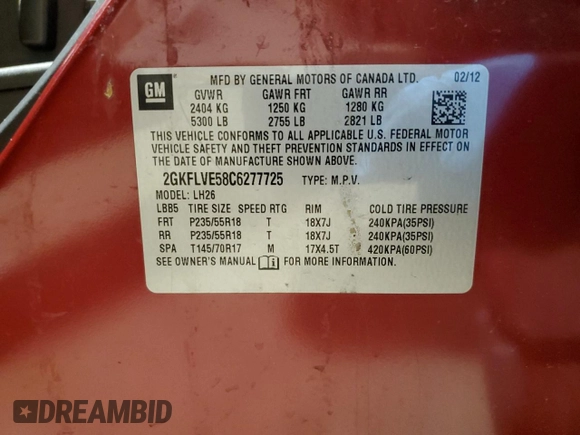 GM
MFD BY GENERAL MOTORS OF CANADA LTD. 02/12
GVWR GAWR FRT GAWR RR
2404 KG 1250 KG 1280 KG
5300 LB 2755 LB 2821 LB
THIS VEHICLE CONFORMS TO ALL APPLICABLE U.S. FEDERAL MOTOR
VEHICLE SAFETY AND THEFT PREVENTION STANDARDS IN EFFECT ON
THE DATE OF MANUFACTURE SHOWN ABOVE.
2GKFLVE58C6277725 TYPE: M.P.V.
MODEL: LH26
LBB5 TIRE SIZE SPEED RTG RIM COLD TIRE PRESSURE
FRT P235/55R18 T 18X7J 240KPA(35PSI)
RR P235/55R18 T 18X7J 240KPA(35PSI)
SPA T145/70R17 M 17X4.5T 420KPA(60PSI)
SEE OWNER'S MANUAL FOR MORE INFORMATION.
DREAMBID